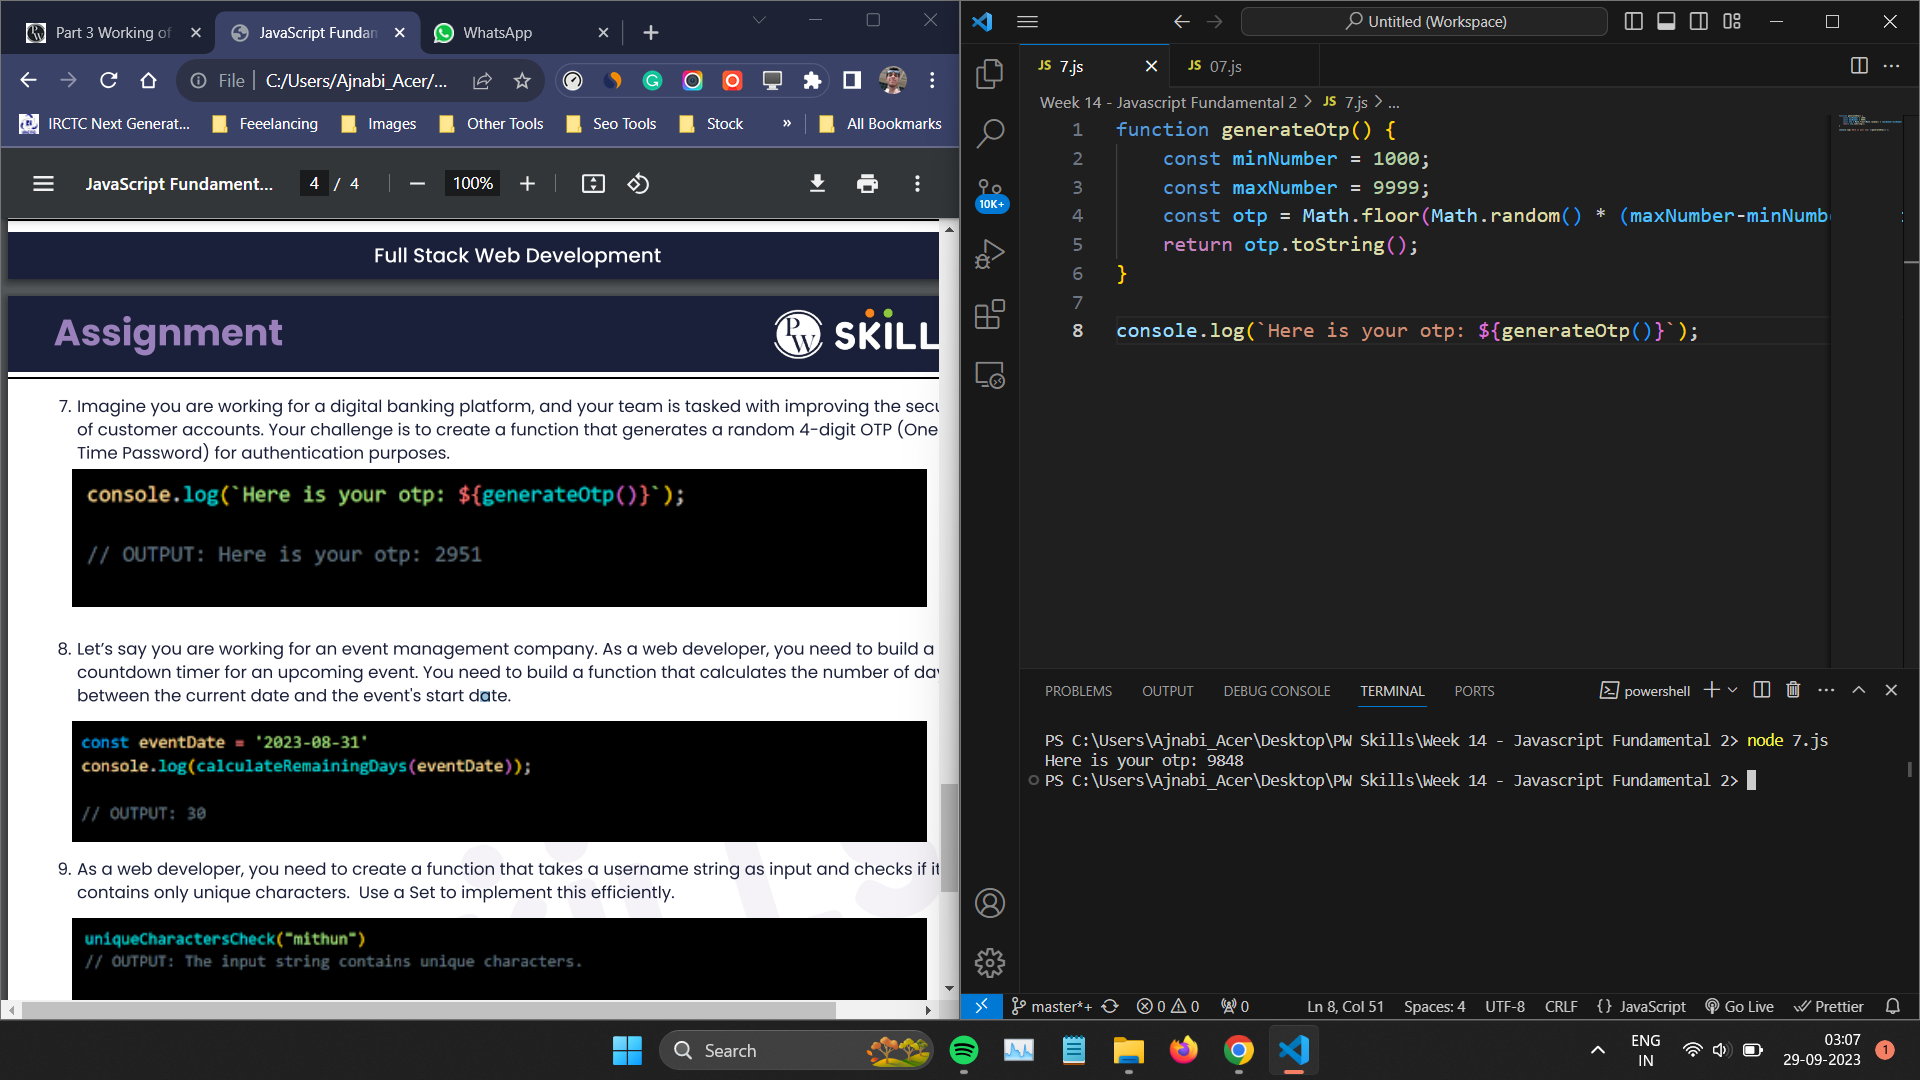 Part 3 Working of
JavaScript Fundan
WhatsApp
File
C:/Users/Ajnabi_Acer/...
IRCTC Next Generat...
Feeelancing
Images
Other Tools
Seo Tools
Stock
»
All Bookmarks
JavaScript Fundament...
4 / 4
100%
Full Stack Web Development
Assignment
PW SKILL
7. Imagine you are working for a digital banking platform, and your team is tasked with improving the secu
of customer accounts. Your challenge is to create a function that generates a random 4-digit OTP (One
Time Password) for authentication purposes.
console.log(`Here is your otp: ${generateOtp()}`);
// OUTPUT: Here is your otp: 2951
8. Let’s say you are working for an event management company. As a web developer, you need to build a
countdown timer for an upcoming event. You need to build a function that calculates the number of day
between the current date and the event's start date.
const eventDate = '2023-08-31'
console.log(calculateRemainingDays(eventDate));
// OUTPUT: 30
9. As a web developer, you need to create a function that takes a username string as input and checks if it
contains only unique characters. Use a Set to implement this efficiently.
uniqueCharactersCheck("mithun")
// OUTPUT: The input string contains unique characters.
Untitled (Workspace)
JS 7.js
JS 07.js
Week 14 - Javascript Fundamental 2 > JS 7.js > ...
10K+
1 function generateOtp() {
2 const minNumber = 1000;
3 const maxNumber = 9999;
4 const otp = Math.floor(Math.random() * (maxNumber-minNumb
5 return otp.toString();
6 }
7
8 console.log(`Here is your otp: ${generateOtp()}`);
PROBLEMS
OUTPUT
DEBUG CONSOLE
TERMINAL
PORTS
powershell
PS C:\Users\Ajnabi_Acer\Desktop\PW Skills\Week 14 - Javascript Fundamental 2> node 7.js
Here is your otp: 9848
PS C:\Users\Ajnabi_Acer\Desktop\PW Skills\Week 14 - Javascript Fundamental 2>
master*+
0 0
0
Ln 8, Col 51
Spaces: 4
UTF-8
CRLF
{} JavaScript
Go Live
Prettier
Search
ENG
IN
03:07
29-09-2023
1